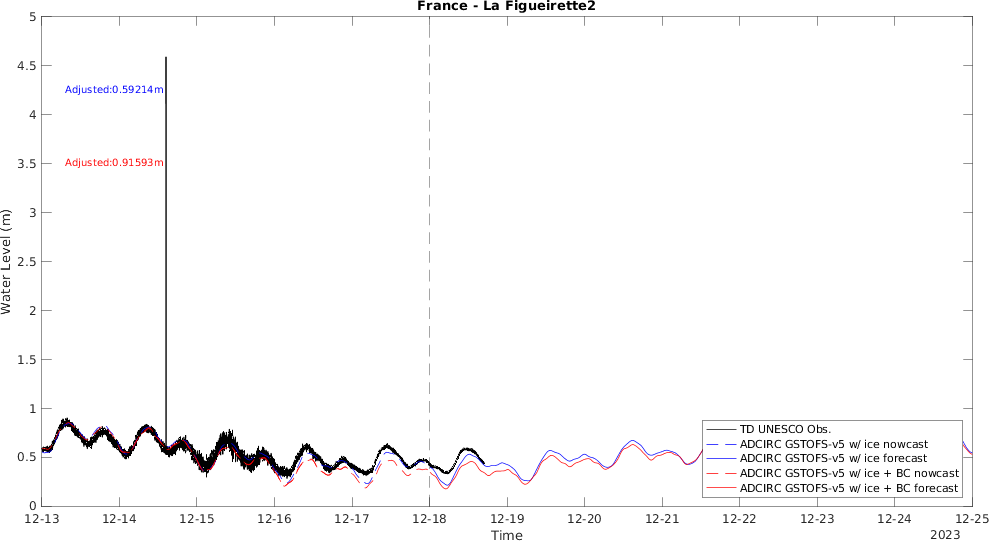 France - La Figueirette2
5
4.5
4
3.5
3
2.5
2
1.5
1
0.5
0
Water Level (m)
Adjusted:0.59214m
Adjusted:0.91593m
TD UNESCO Obs.
ADCIRC GSTOFS-v5 w/ ice nowcast
ADCIRC GSTOFS-v5 w/ ice forecast
ADCIRC GSTOFS-v5 w/ ice + BC nowcast
ADCIRC GSTOFS-v5 w/ ice + BC forecast
12-13 12-14 12-15 12-16 12-17 12-18 12-19 12-20 12-21 12-22 12-23 12-24 12-25
Time
2023